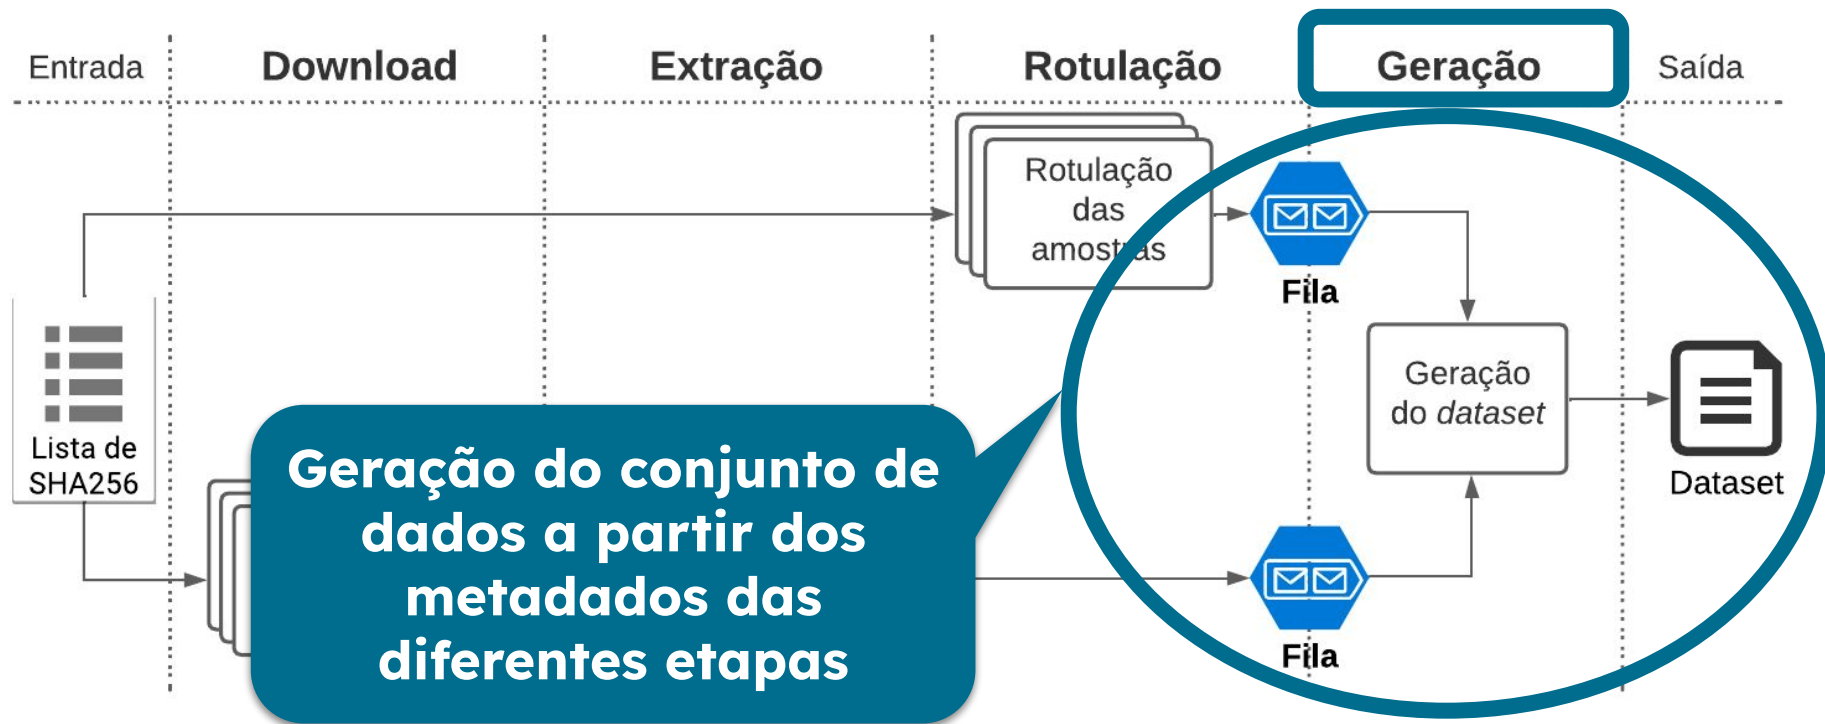 Entrada
Download
Extração
Rotulação
Geração
Saída
Rotulação
das
amostras
Fila
Lista de
SHA256
Geração
do dataset
Dataset
Geração do conjunto de
dados a partir dos
metadados das
diferentes etapas
Fila